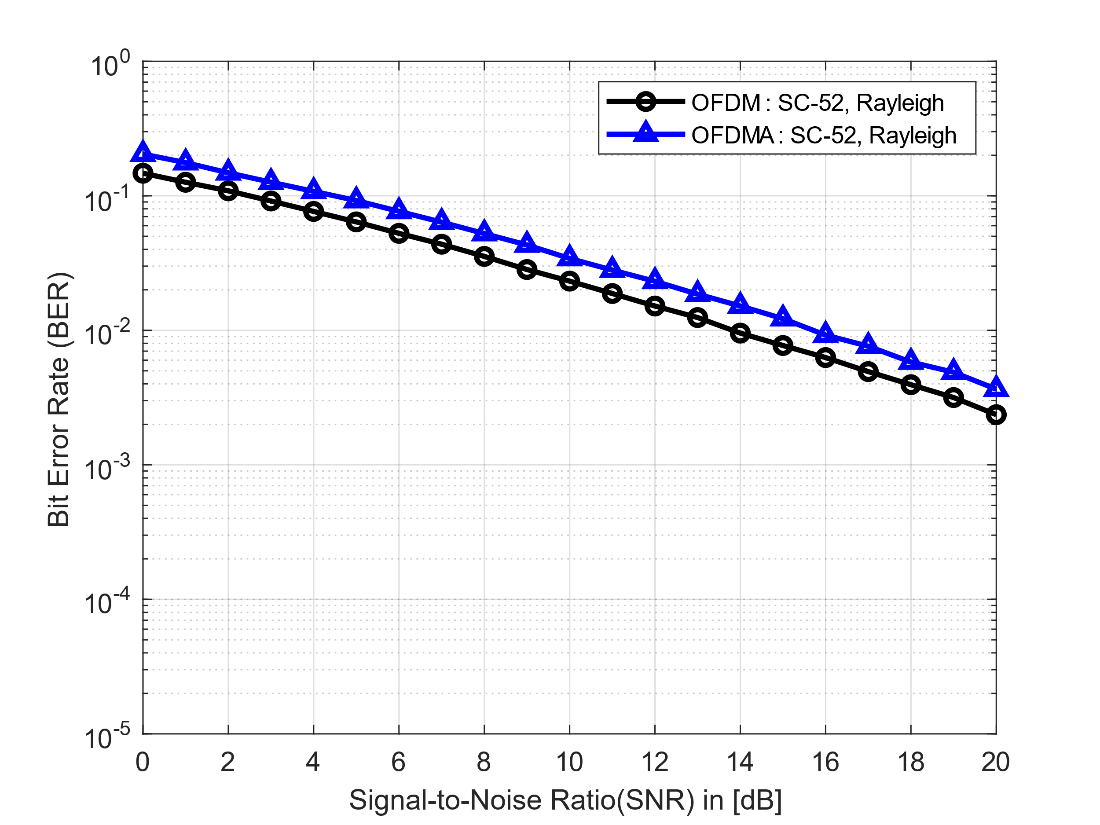 10^0
10^-1
10^-2
10^-3
10^-4
10^-5
Bit Error Rate (BER)
OFDM : SC-52, Rayleigh
OFDMA : SC-52, Rayleigh
0 2 4 6 8 10 12 14 16 18 20
Signal-to-Noise Ratio(SNR) in [dB]